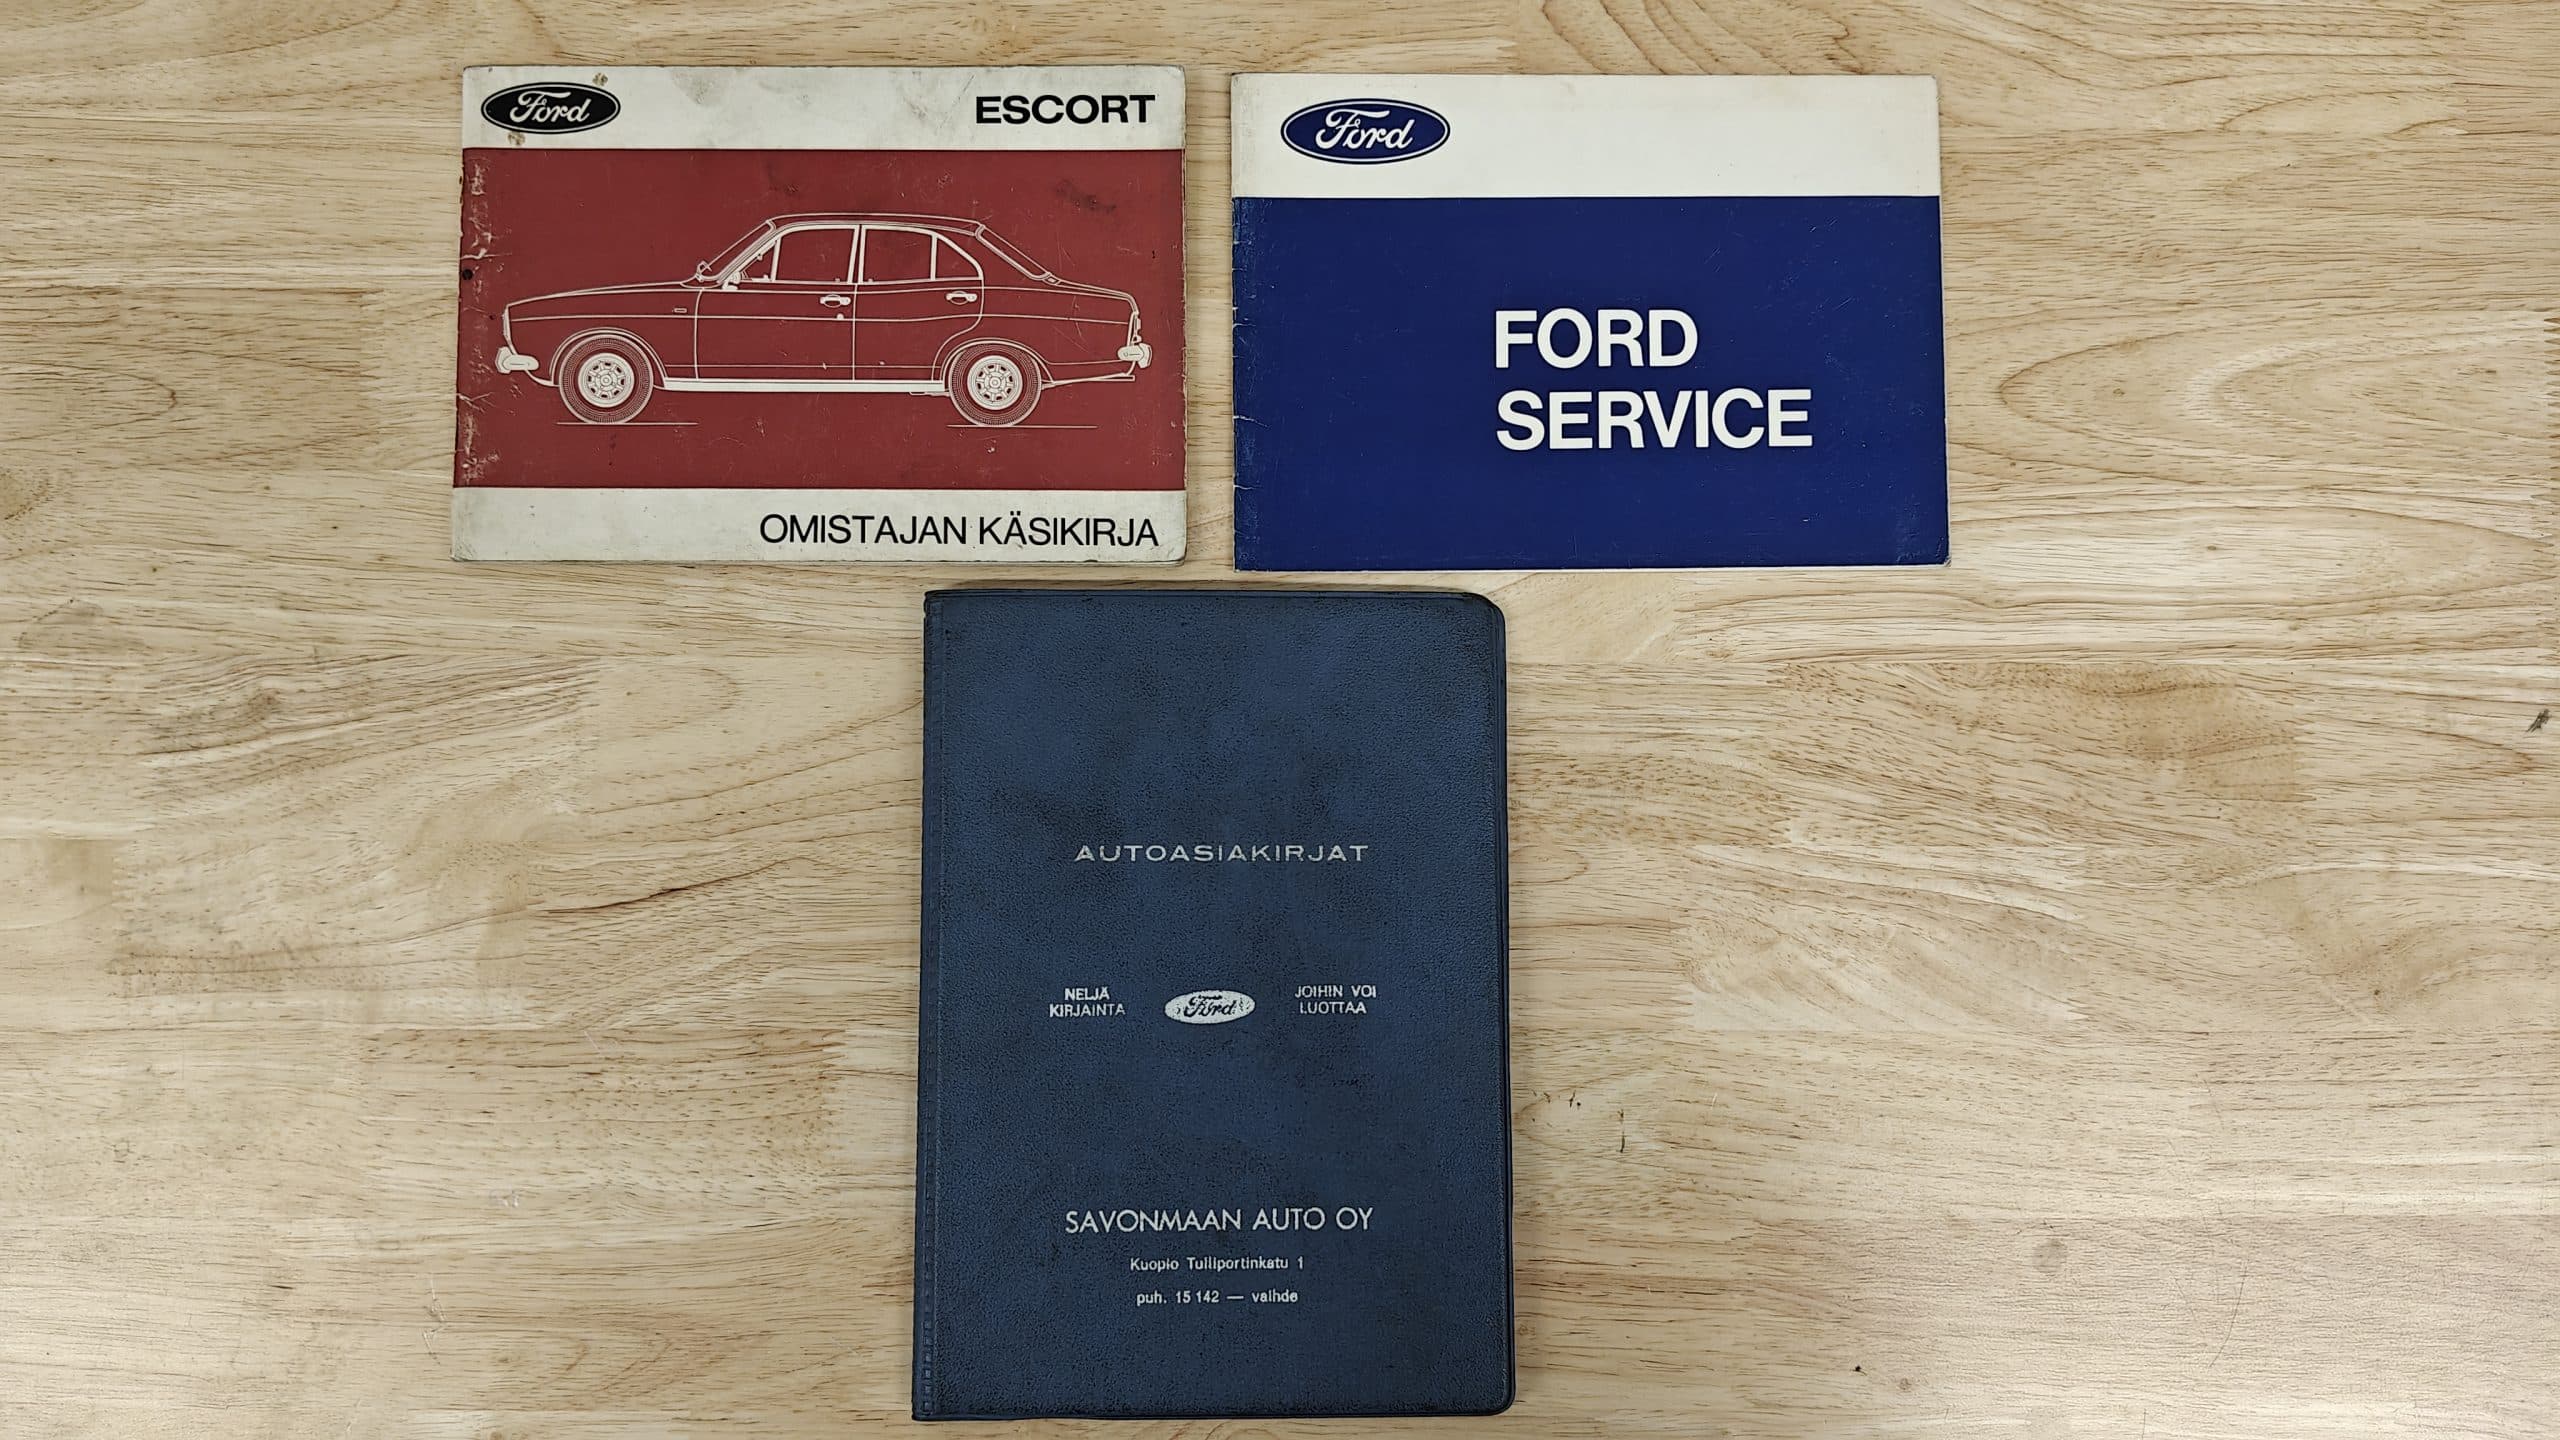 Ford
ESCORT
OMISTAJAN KÄSIKIRJA
Ford
FORD
SERVICE
AUTOASIAKIRJAT
NELJÄ
KIRJAINTA
Ford
JOIHIN VOI
LUOTTAA
SAVONMAAN AUTO OY
Kuopio Tulliportinkatu 1
puh. 15 142 — vaihde